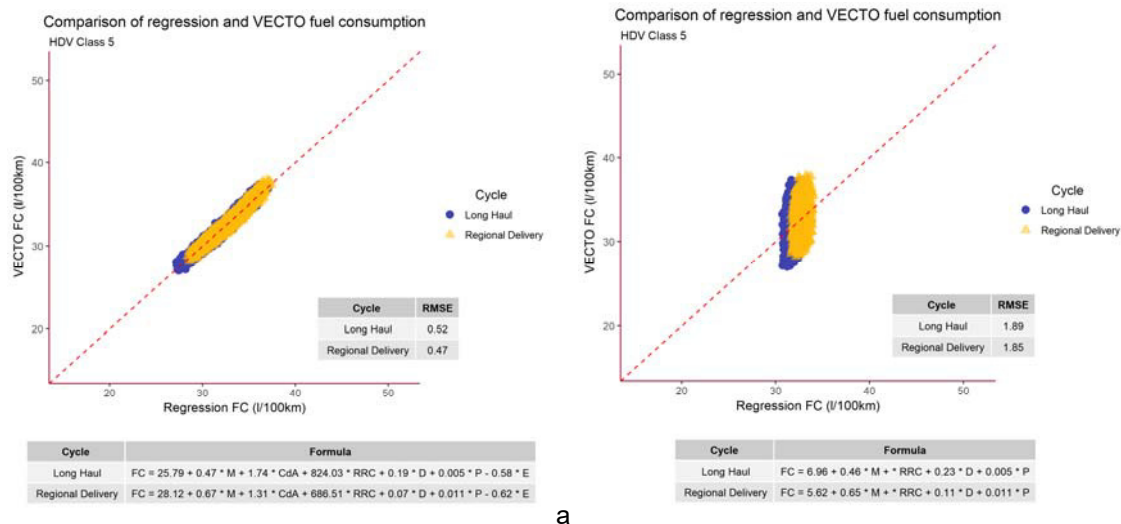 Comparison of regression and VECTO fuel consumption
HDV Class 5
50
40
30
20
VECTO FC (l/100km)
20 30 40 50
Regression FC (l/100km)
Cycle
Long Haul
Regional Delivery
Cycle RMSE
Long Haul 0.52
Regional Delivery 0.47
Cycle Formula
Long Haul FC = 25.79 + 0.47 * M + 1.74 * CdA + 824.03 * RRC + 0.19 * D + 0.005 * P - 0.58 * E
Regional Delivery FC = 28.12 + 0.67 * M + 1.31 * CdA + 686.51 * RRC + 0.07 * D + 0.011 * P - 0.62 * E
Comparison of regression and VECTO fuel consumption
HDV Class 5
50
40
30
20
VECTO FC (l/100km)
20 30 40 50
Regression FC (l/100km)
Cycle
Long Haul
Regional Delivery
Cycle RMSE
Long Haul 1.89
Regional Delivery 1.85
Cycle Formula
Long Haul FC = 6.96 + 0.46 * M + * RRC + 0.23 * D + 0.005 * P
Regional Delivery FC = 5.62 + 0.65 * M + * RRC + 0.11 * D + 0.011 * P
a